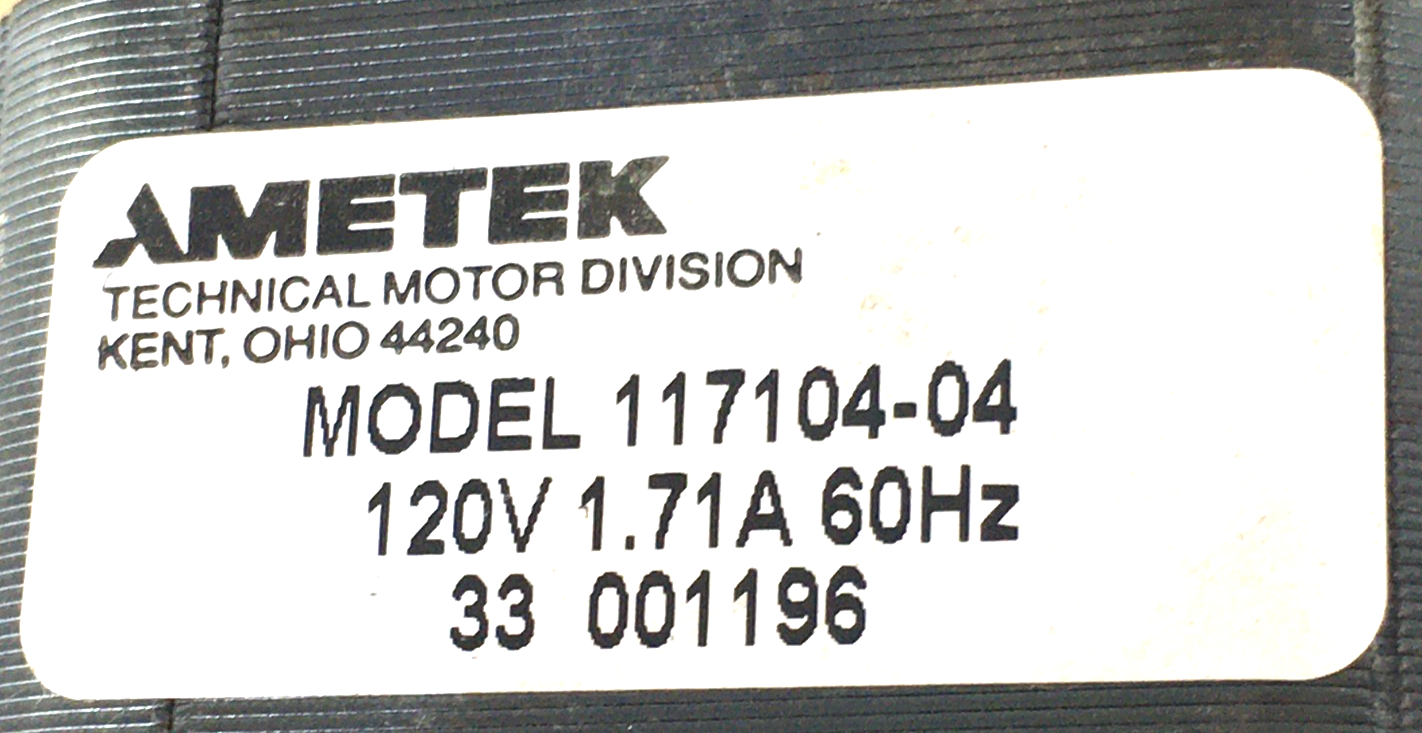 AMETEK
TECHNICAL MOTOR DIVISION
KENT, OHIO 44240
MODEL 117104-04
120V 1.71A 60Hz
33 001196